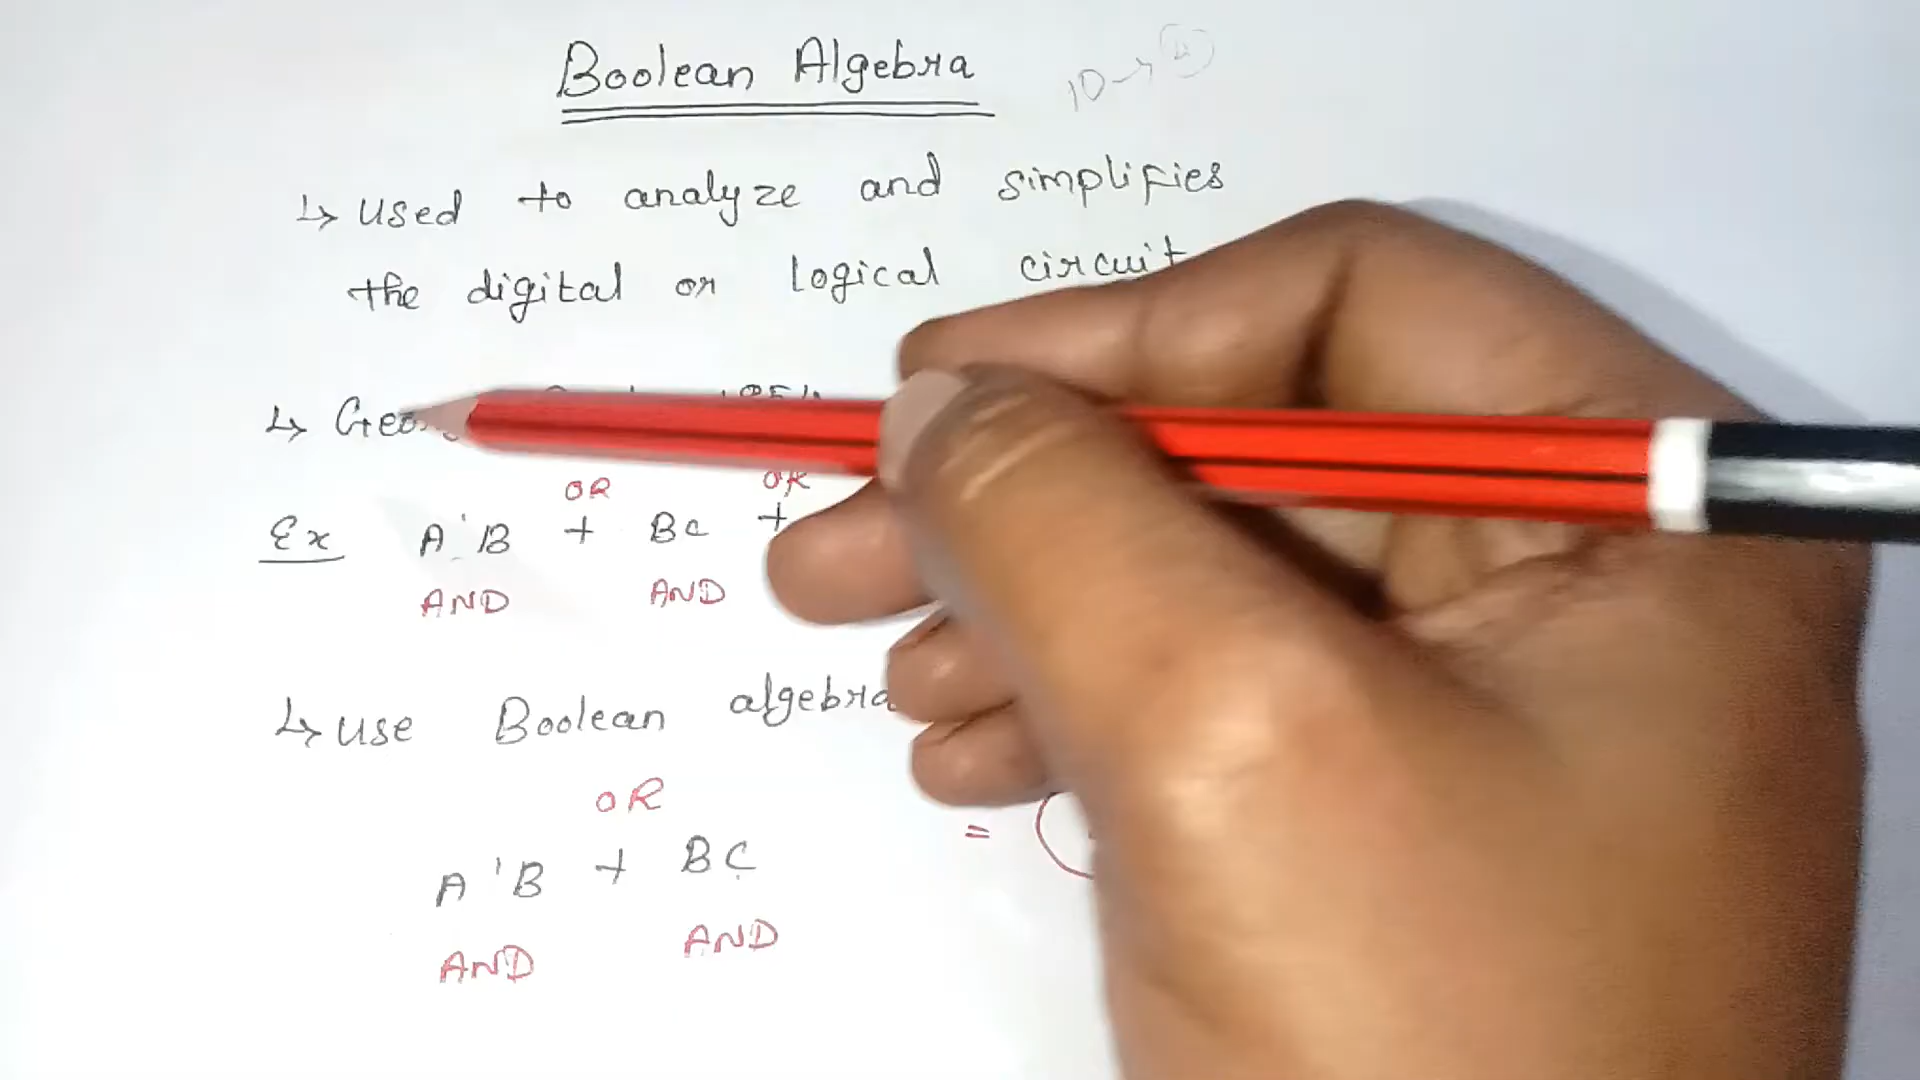 Boolean Algebra
10 →
↳ used to analyze and simplifies
the digital or logical circuit
↳
OR OR
Ex A'B + BC +
AND AND
↳ use Boolean algebra
OR
A'B + BC =
AND AND